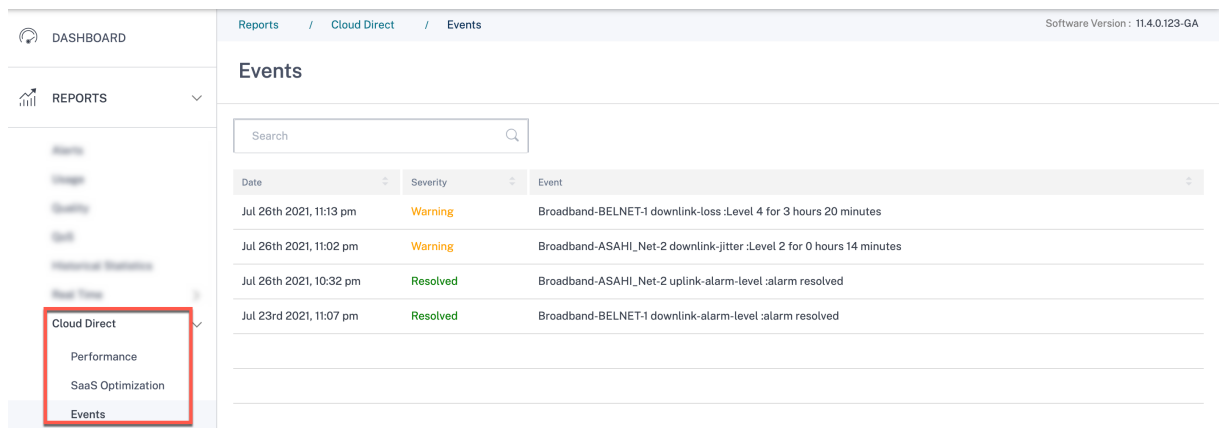 DASHBOARD
REPORTS
Cloud Direct
Performance
SaaS Optimization
Events
Reports / Cloud Direct / Events
Software Version : 11.4.0.123-GA
Events
Search
Date Severity Event
Jul 26th 2021, 11:13 pm Warning Broadband-BELNET-1 downlink-loss :Level 4 for 3 hours 20 minutes
Jul 26th 2021, 11:02 pm Warning Broadband-ASAHI_Net-2 downlink-jitter :Level 2 for 0 hours 14 minutes
Jul 26th 2021, 10:32 pm Resolved Broadband-ASAHI_Net-2 uplink-alarm-level :alarm resolved
Jul 23rd 2021, 11:07 pm Resolved Broadband-BELNET-1 downlink-alarm-level :alarm resolved